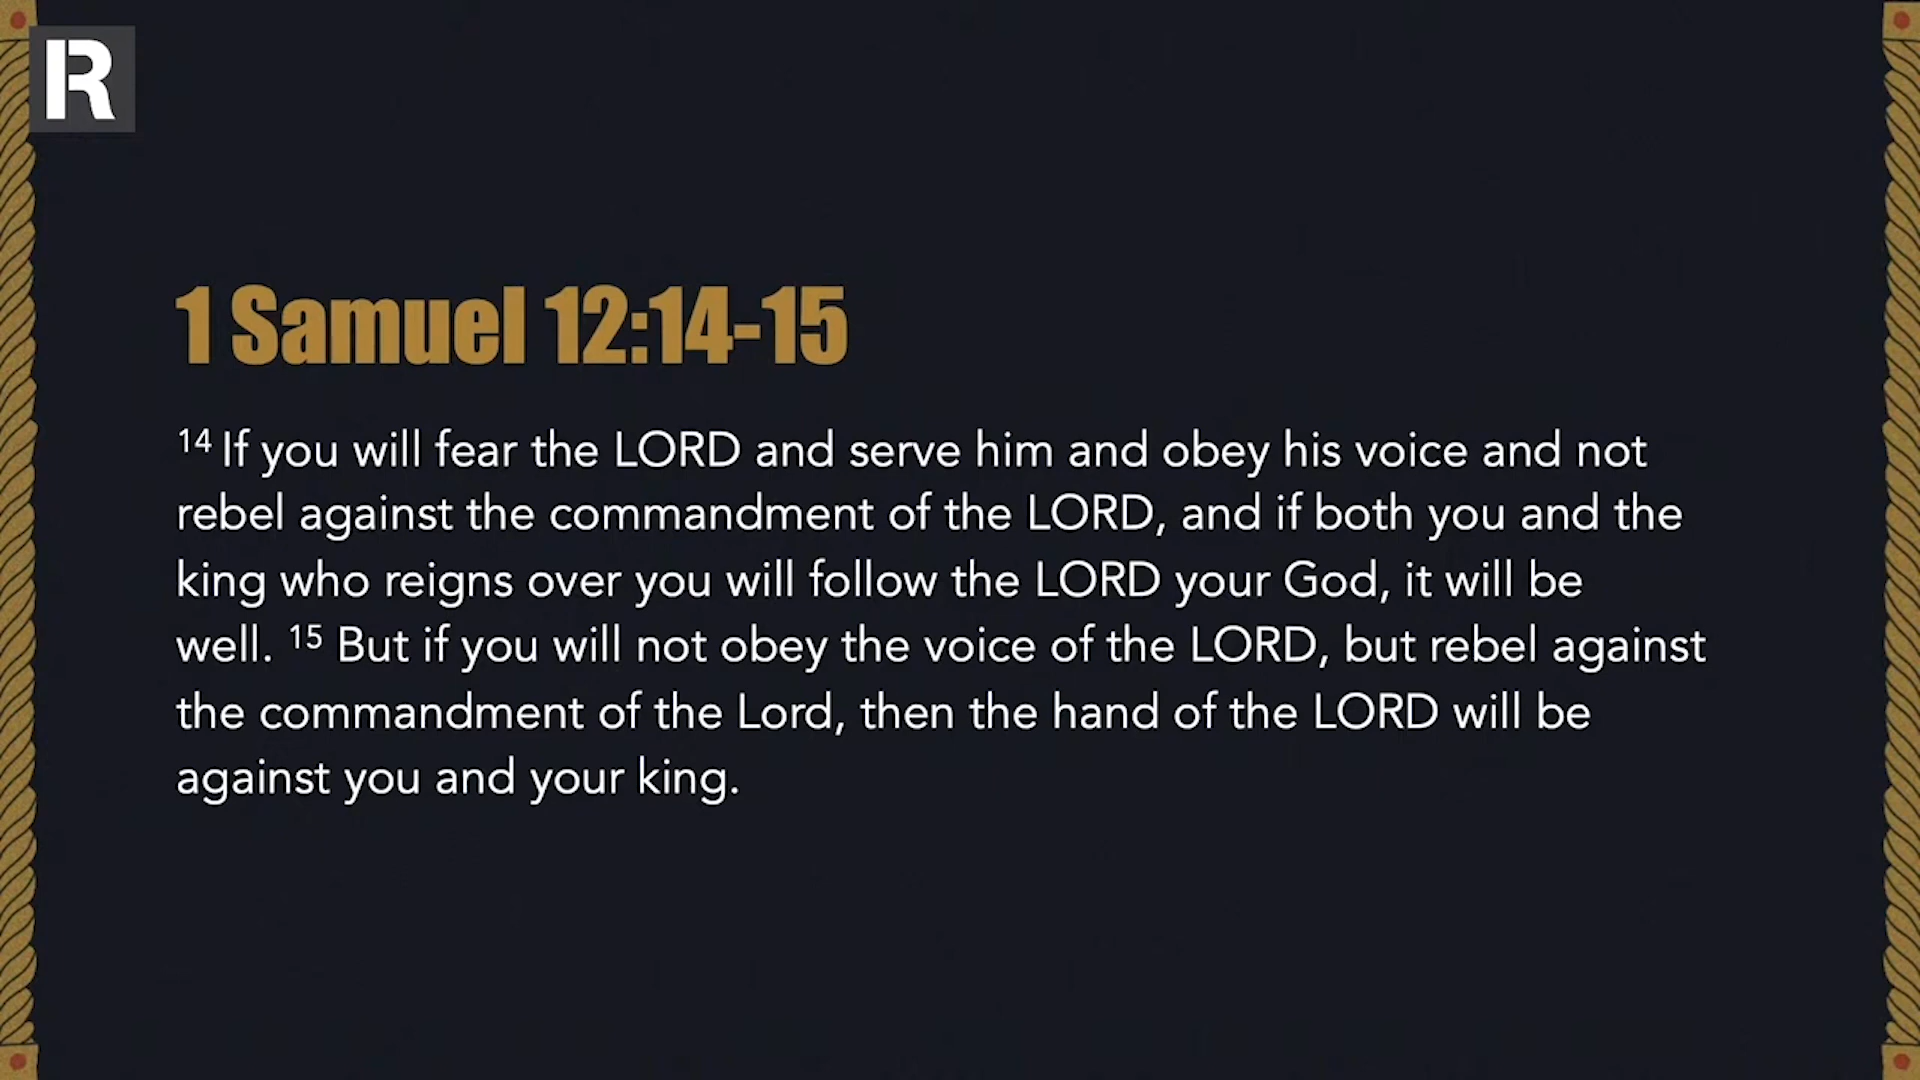 R
1 Samuel 12:14-15
14 If you will fear the LORD and serve him and obey his voice and not
rebel against the commandment of the LORD, and if both you and the
king who reigns over you will follow the LORD your God, it will be
well. 15 But if you will not obey the voice of the LORD, but rebel against
the commandment of the Lord, then the hand of the LORD will be
against you and your king.